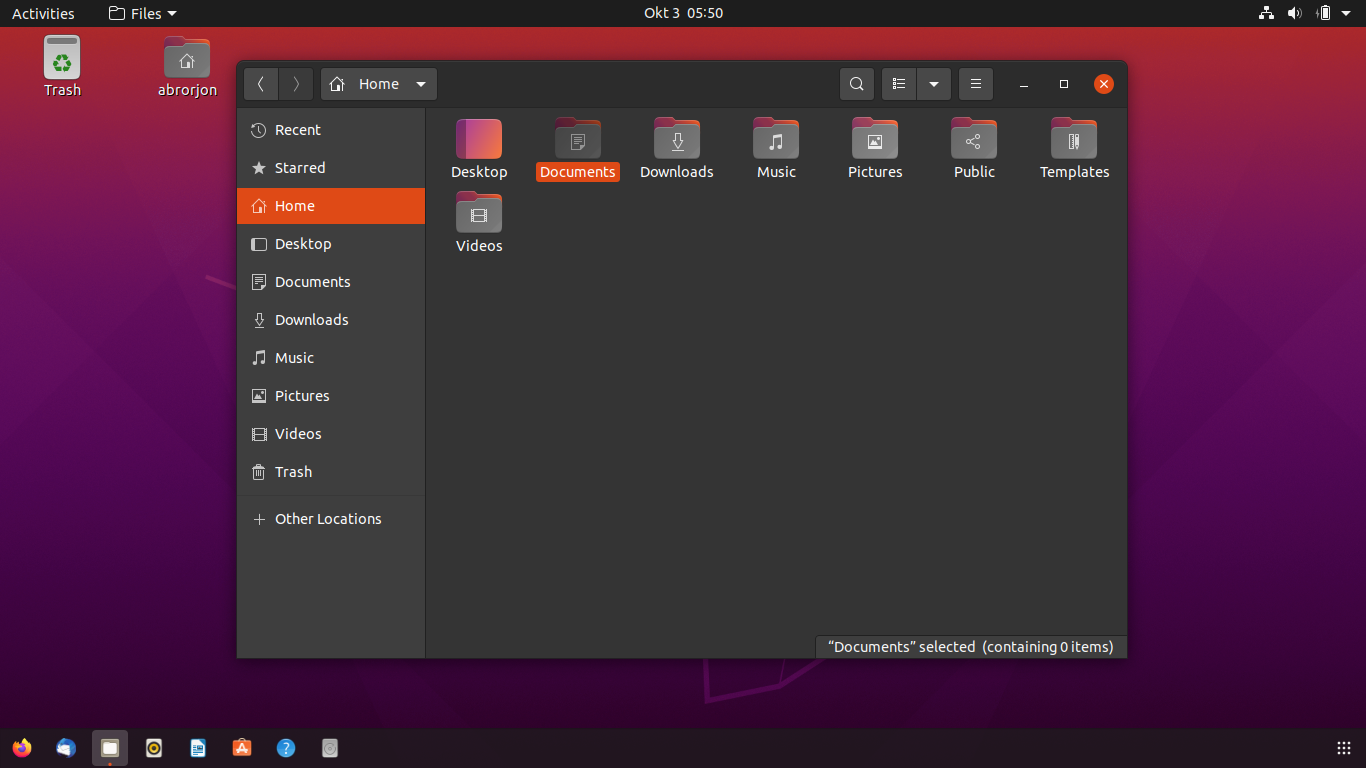 Activities
Files
Okt 3 05:50
Trash
abrorjon
Home
Recent
Starred
Home
Desktop
Documents
Downloads
Music
Pictures
Videos
Trash
Other Locations
Desktop
Documents
Downloads
Music
Pictures
Public
Templates
Videos
“Documents” selected (containing 0 items)